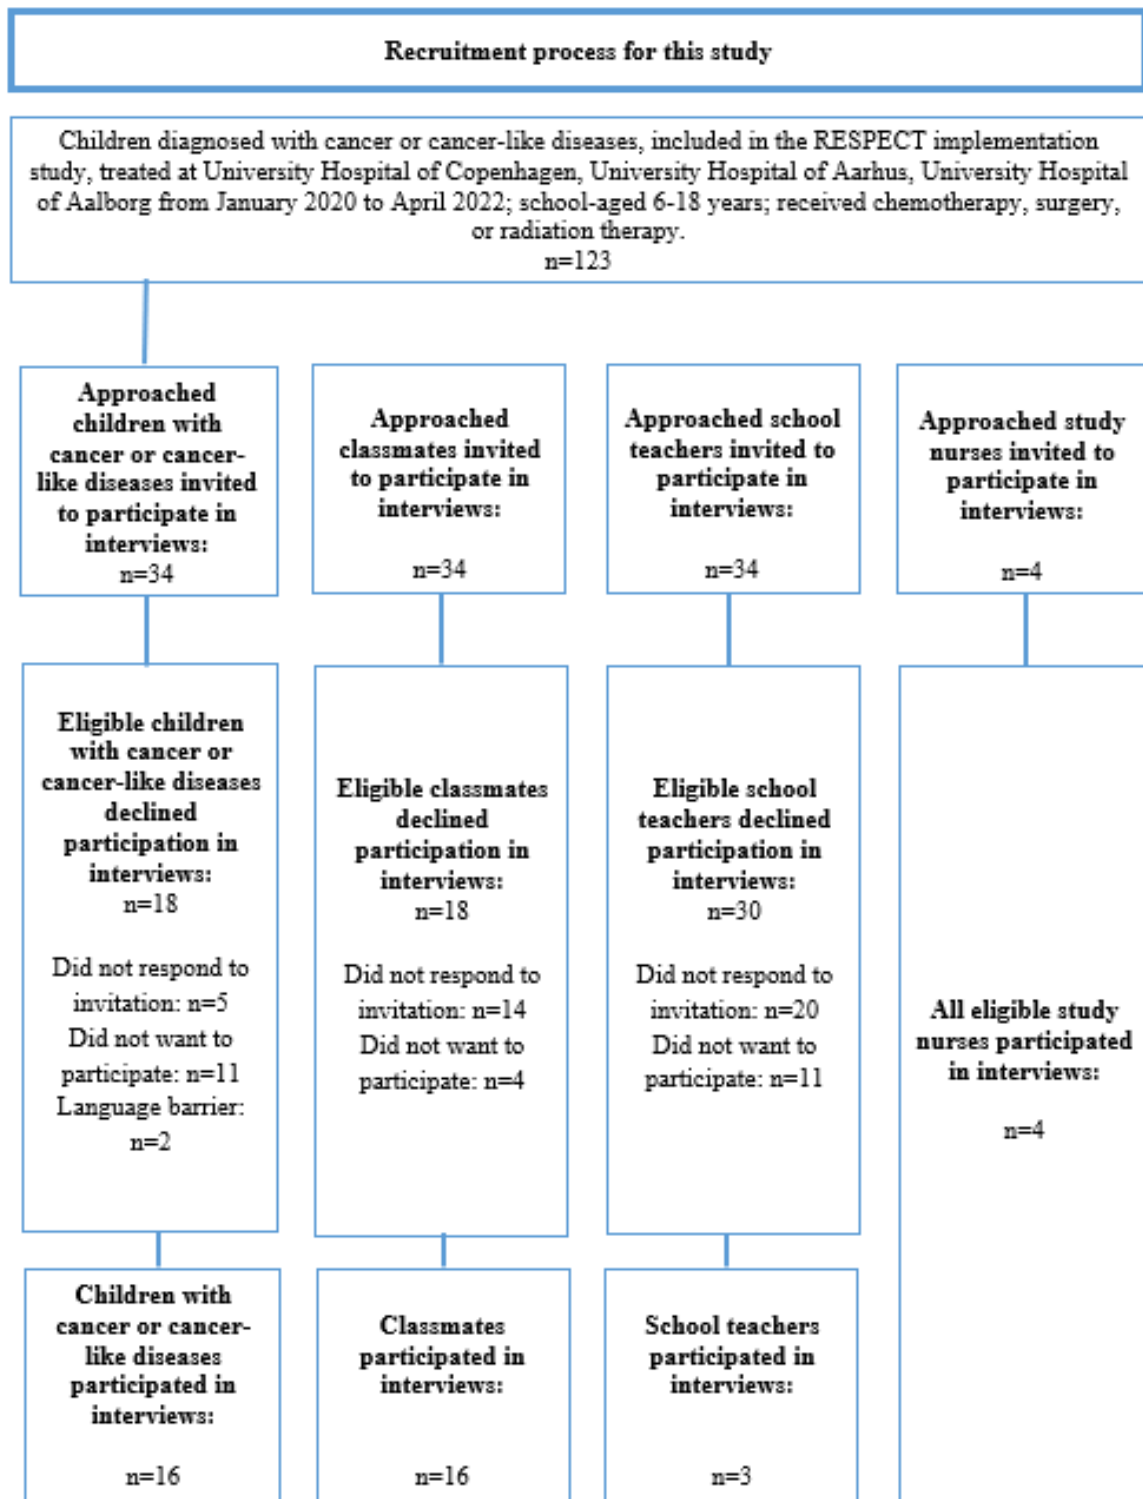 Recruitment process for this study
Children diagnosed with cancer or cancer-like diseases, included in the RESPECT implementation
study, treated at University Hospital of Copenhagen, University Hospital of Aarhus, University Hospital
of Aalborg from January 2020 to April 2022; school-aged 6-18 years; received chemotherapy, surgery,
or radiation therapy.
n=123
Approached
children with
cancer or cancer-
like diseases invited
to participate in
interviews:
n=34
Approached
classmates invited
to participate in
interviews:
n=34
Approached school
teachers invited to
participate in
interviews:
n=34
Approached study
nurses invited to
participate in
interviews:
n=4
Eligible children
with cancer or
cancer-like diseases
declined
participation in
interviews:
n=18
Did not respond to
invitation: n=5
Did not want to
participate: n=11
Language barrier:
n=2
Eligible classmates
declined
participation in
interviews:
n=18
Did not respond to
invitation: n=14
Did not want to
participate: n=4
Eligible school
teachers declined
participation in
interviews:
n=30
Did not respond to
invitation: n=20
Did not want to
participate: n=11
All eligible study
nurses participated
in interviews:
n=4
Children with
cancer or cancer-
like diseases
participated in
interviews:
n=16
Classmates
participated in
interviews:
n=16
School teachers
participated in
interviews:
n=3